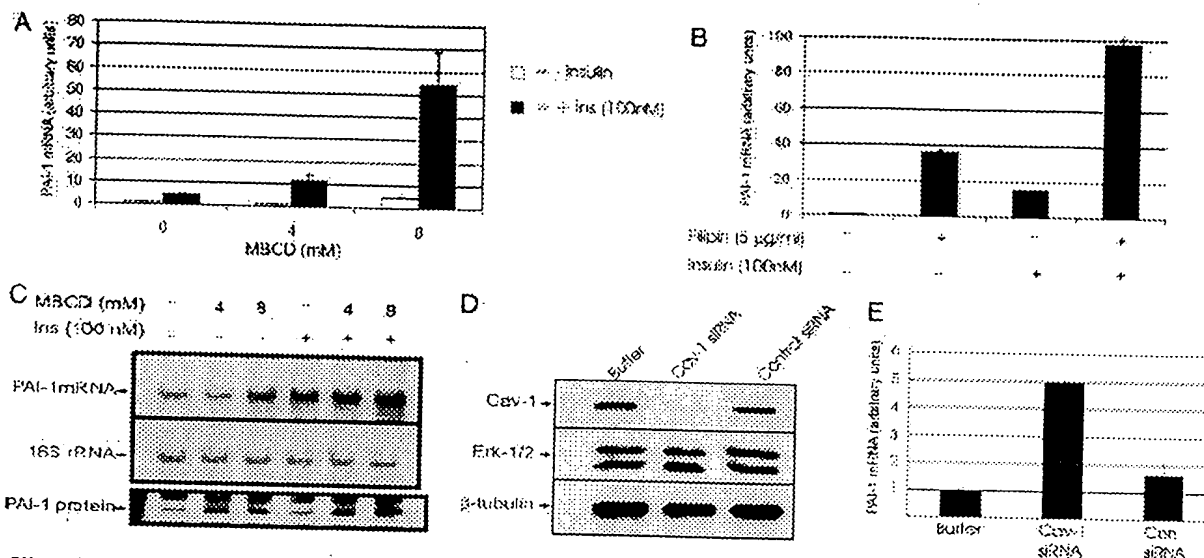 A
PAI-1 mRNA (arbitrary units)
80
70
60
50
40
30
20
10
0
0
4
8
MBCD (mM)
- Insulin
+ Ins (100nM)
B
PAI-1 mRNA (arbitrary units)
100
80
60
40
20
0
Filipin (5 µg/ml) - + - +
Insulin (100nM) - - + +
C
MBCD (mM) - 4 8 - 4 8
Ins (100 nM) - - - + + +
PAI-1mRNA
18S rRNA
PAI-1 protein
D
Buffer
Cav-1 siRNA
Control siRNA
Cav-1
Erk-1/2
β-tubulin
E
PAI-1 mRNA (arbitrary units)
6
5
4
3
2
1
Buffer
Cav-1 siRNA
Con siRNA